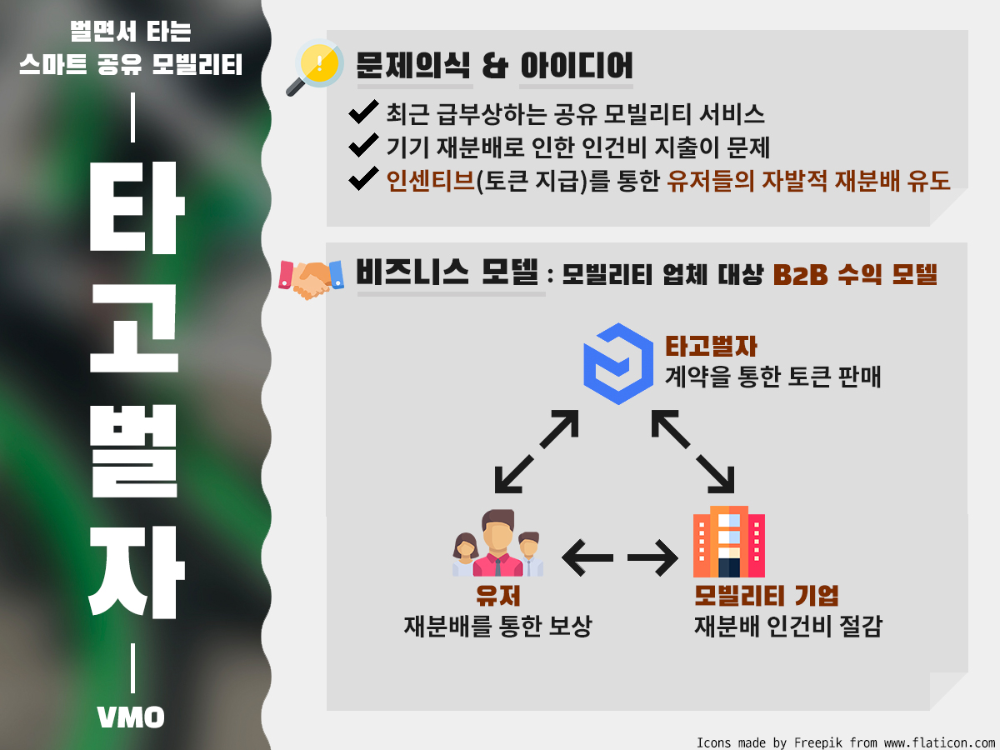 벌면서 타는
스마트 공유 모빌리티
타
고
벌
자
VMO
문제의식 & 아이디어
최근 급부상하는 공유 모빌리티 서비스
기기 재분배로 인한 인건비 지출이 문제
인센티브(토큰 지급)를 통한 유저들의 자발적 재분배 유도
비즈니스 모델 : 모빌리티 업체 대상 B2B 수익 모델
타고벌자
계약을 통한 토큰 판매
유저
재분배를 통한 보상
모빌리티 기업
재분배 인건비 절감
Icons made by Freepik from www.flaticon.com